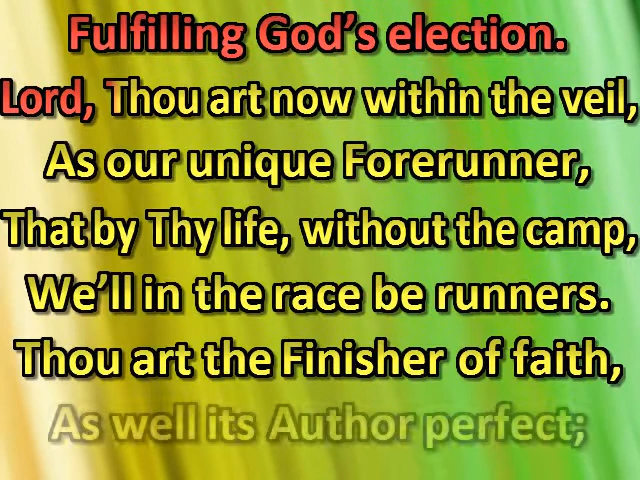 Fulfilling God's election.
Lord, Thou art now within the veil,
As our unique Forerunner,
That by Thy life, without the camp,
We'll in the race be runners.
Thou art the Finisher of faith,
As well its Author perfect;